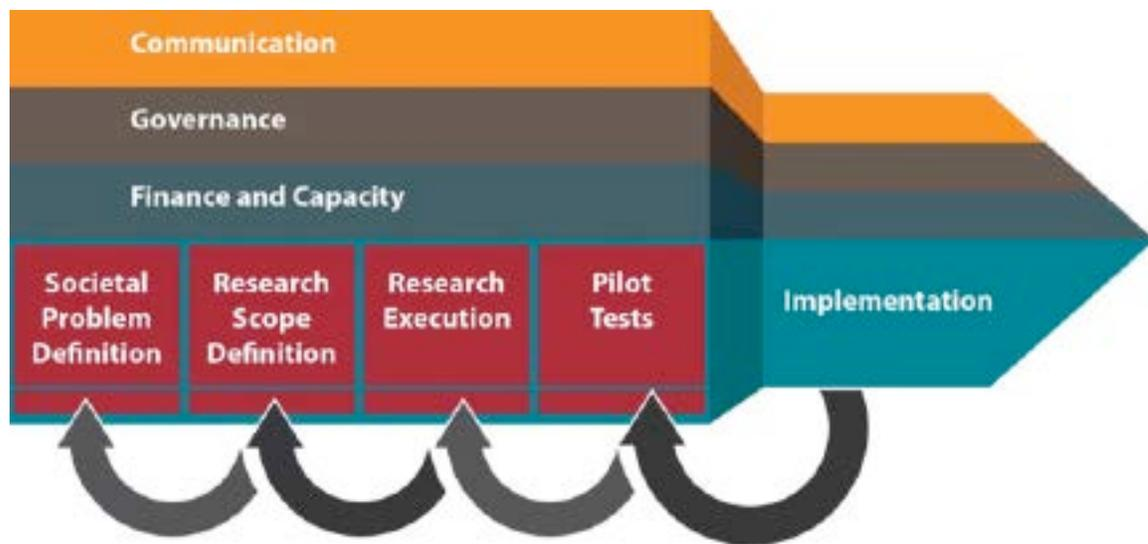 Communication
Governance
Finance and Capacity
Societal
Problem
Definition
Research
Scope
Definition
Research
Execution
Pilot
Tests
Implementation